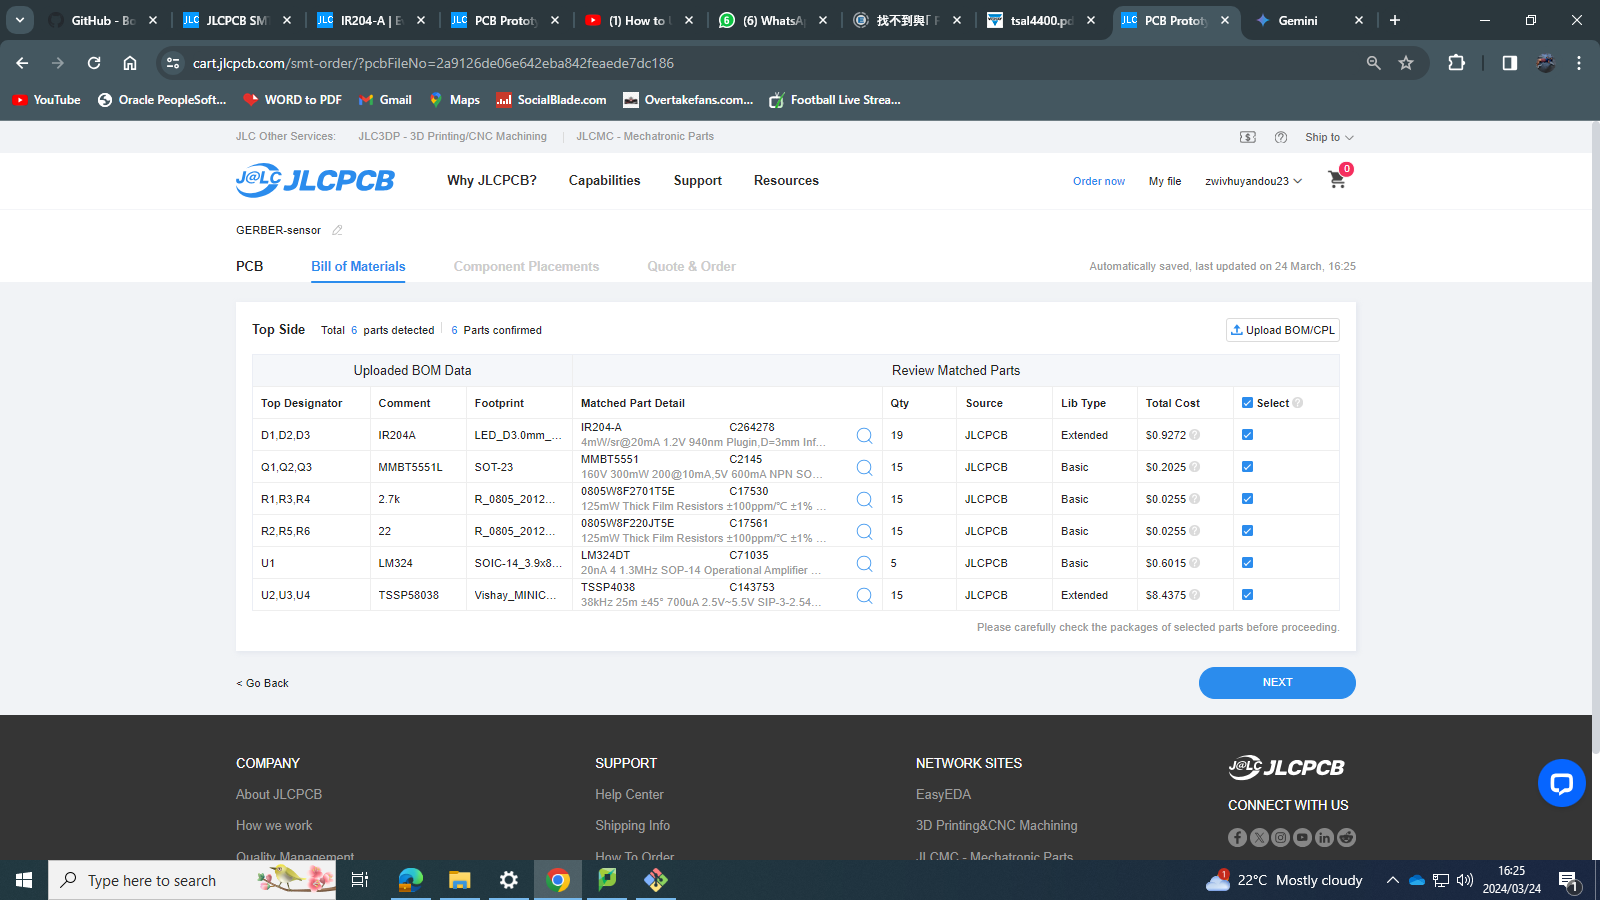 GitHub - Bo
JLCPCB SM
IR204-A | Ev
PCB Prototy
(1) How to U
(6) WhatsAp
找不到與「 F
tsal4400.pd
PCB Prototy
Gemini
cart.jlcpcb.com/smt-order/?pcbFileNo=2a9126de06e642eba842feaede7dc186
YouTube
Oracle PeopleSoft...
WORD to PDF
Gmail
Maps
SocialBlade.com
Overtakefans.com...
Football Live Strea...
JLC Other Services:
JLC3DP - 3D Printing/CNC Machining
JLCMC - Mechatronic Parts
Ship to
J@LC JLCPCB
Why JLCPCB?
Capabilities
Support
Resources
Order now
My file
zwivhuyandou23
0
GERBER-sensor
PCB
Bill of Materials
Component Placements
Quote & Order
Automatically saved, last updated on 24 March, 16:25
Top Side Total 6 parts detected 6 Parts confirmed
Upload BOM/CPL
Uploaded BOM Data
Review Matched Parts
Top Designator Comment Footprint Matched Part Detail Qty Source Lib Type Total Cost Select
D1,D2,D3 IR204A LED_D3.0mm_... IR204-A C264278 19 JLCPCB Extended $0.9272
4mW/sr@20mA 1.2V 940nm Plugin,D=3mm Inf...
Q1,Q2,Q3 MMBT5551L SOT-23 MMBT5551 C2145 15 JLCPCB Basic $0.2025
160V 300mW 200@10mA,5V 600mA NPN SO...
R1,R3,R4 2.7k R_0805_2012... 0805W8F2701T5E C17530 15 JLCPCB Basic $0.0255
125mW Thick Film Resistors ±100ppm/℃ ±1% ...
R2,R5,R6 22 R_0805_2012... 0805W8F220JT5E C17561 15 JLCPCB Basic $0.0255
125mW Thick Film Resistors ±100ppm/℃ ±1% ...
U1 LM324 SOIC-14_3.9x8... LM324DT C71035 5 JLCPCB Basic $0.6015
20nA 4 1.3MHz SOP-14 Operational Amplifier ...
U2,U3,U4 TSSP58038 Vishay_MINIC... TSSP4038 C143753 15 JLCPCB Extended $8.4375
38kHz 25m ±45° 700uA 2.5V~5.5V SIP-3-2.54...
Please carefully check the packages of selected parts before proceeding.
< Go Back
NEXT
COMPANY
About JLCPCB
How we work
Quality Management
SUPPORT
Help Center
Shipping Info
How To Order
NETWORK SITES
EasyEDA
3D Printing&CNC Machining
JLCMC - Mechatronic Parts
J@LC JLCPCB
CONNECT WITH US
Type here to search
1
22°C Mostly cloudy
16:25
2024/03/24
1